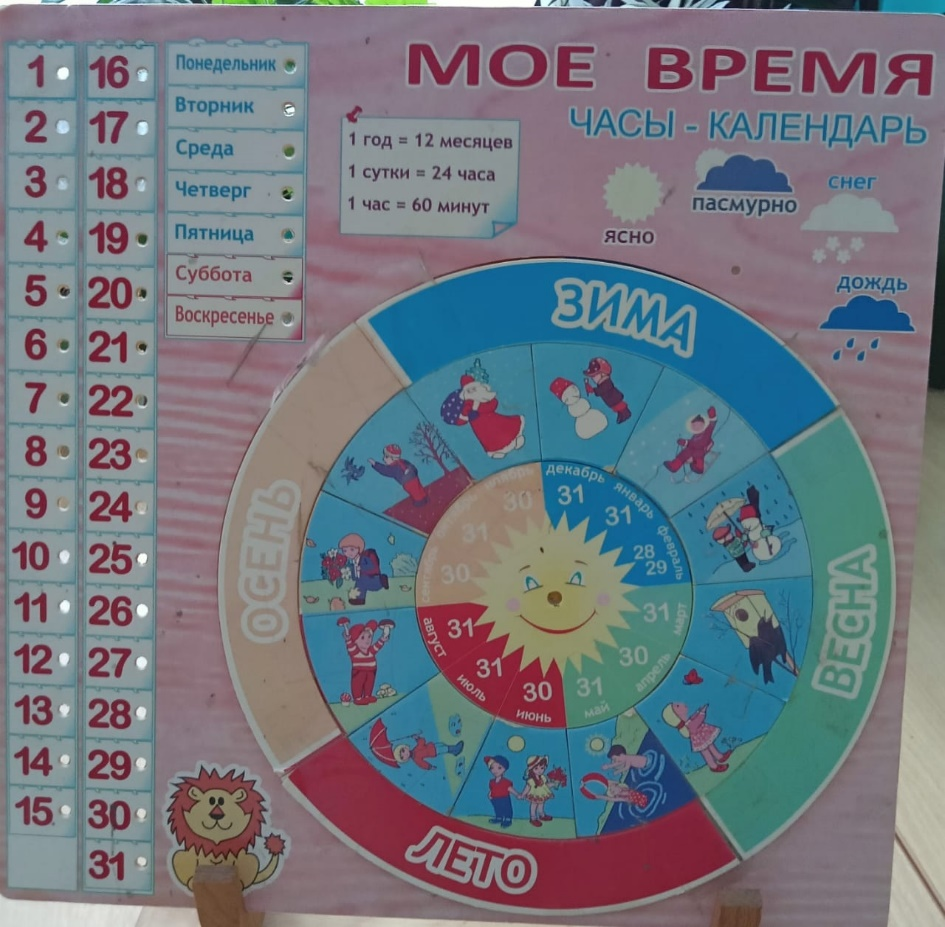 МОЕ ВРЕМЯ
ЧАСЫ - КАЛЕНДАРЬ
1
2
3
4
5
6
7
8
9
10
11
12
13
14
15
16
17
18
19
20
21
22
23
24
25
26
27
28
29
30
31
Понедельник
Вторник
Среда
Четверг
Пятница
Суббота
Воскресенье
1 год = 12 месяцев
1 сутки = 24 часа
1 час = 60 минут
ясно
пасмурно
снег
дождь
ЗИМА
ВЕСНА
ЛЕТО
ОСЕНЬ
декабрь
31
январь
31
февраль
28
29
март
31
апрель
30
май
31
июнь
30
июль
31
август
31
сентябрь
30
октябрь
31
ноябрь
30